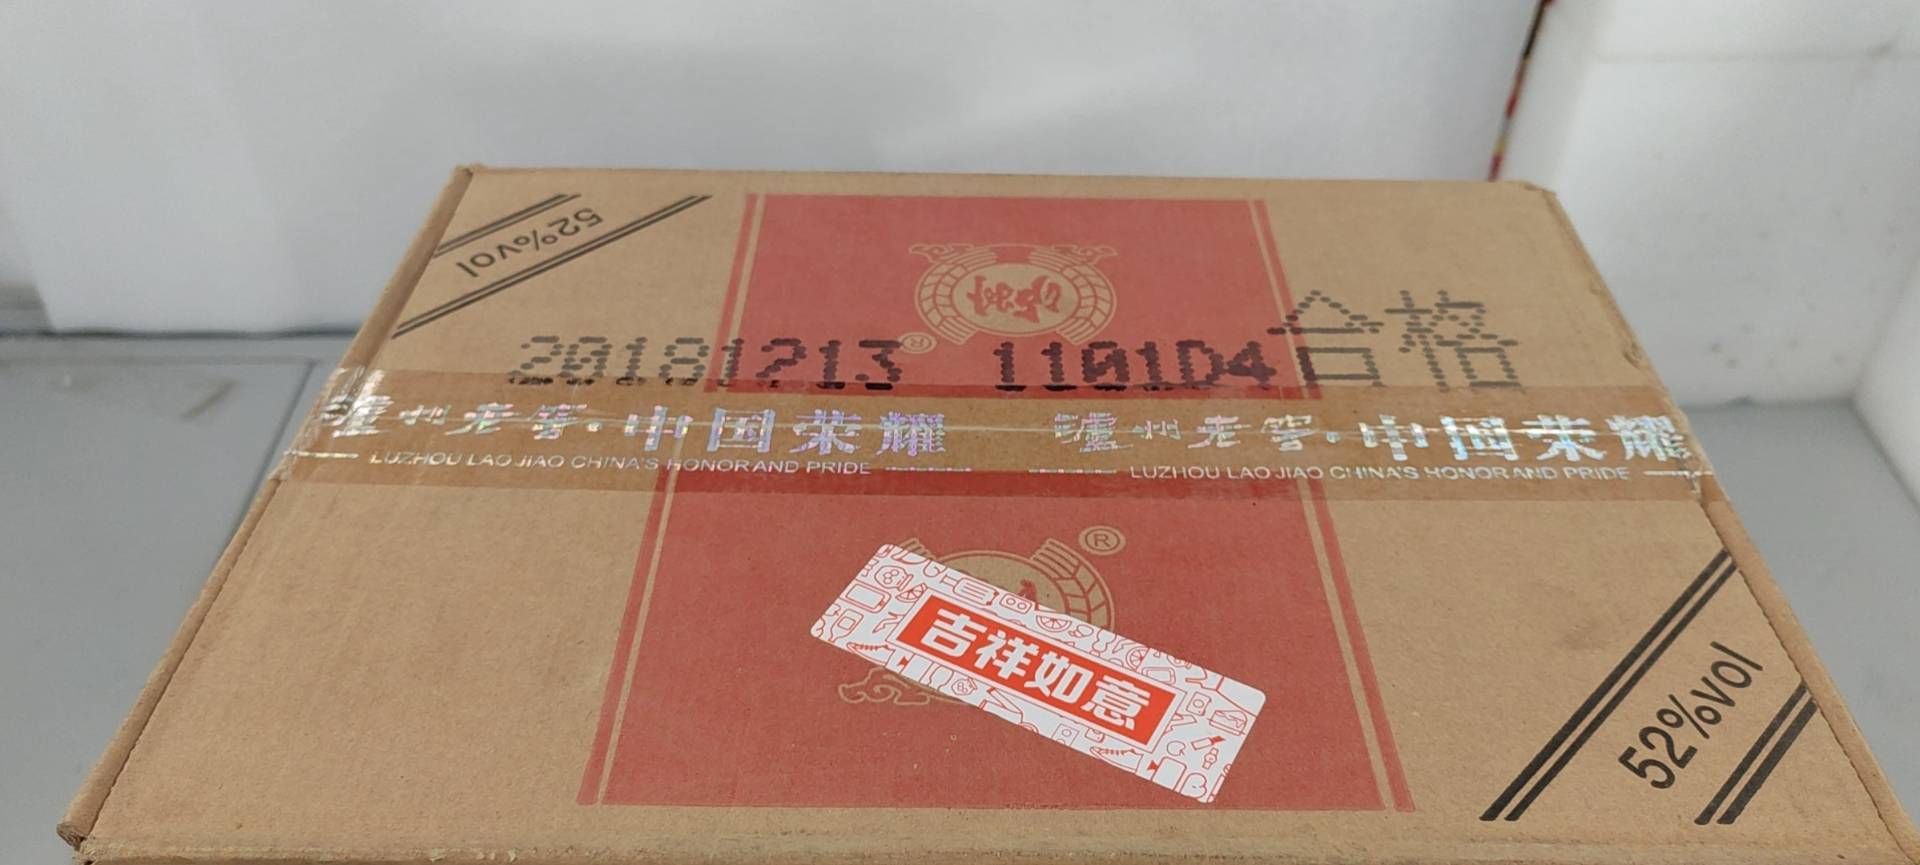 52%vol
®
20181213 1101D4 合格
泸州老窖·中国荣耀 泸州老窖·中国荣耀
LUZHOU LAO JIAO CHINA'S HONOR AND PRIDE LUZHOU LAO JIAO CHINA'S HONOR AND PRIDE
®
吉祥如意
52%vol